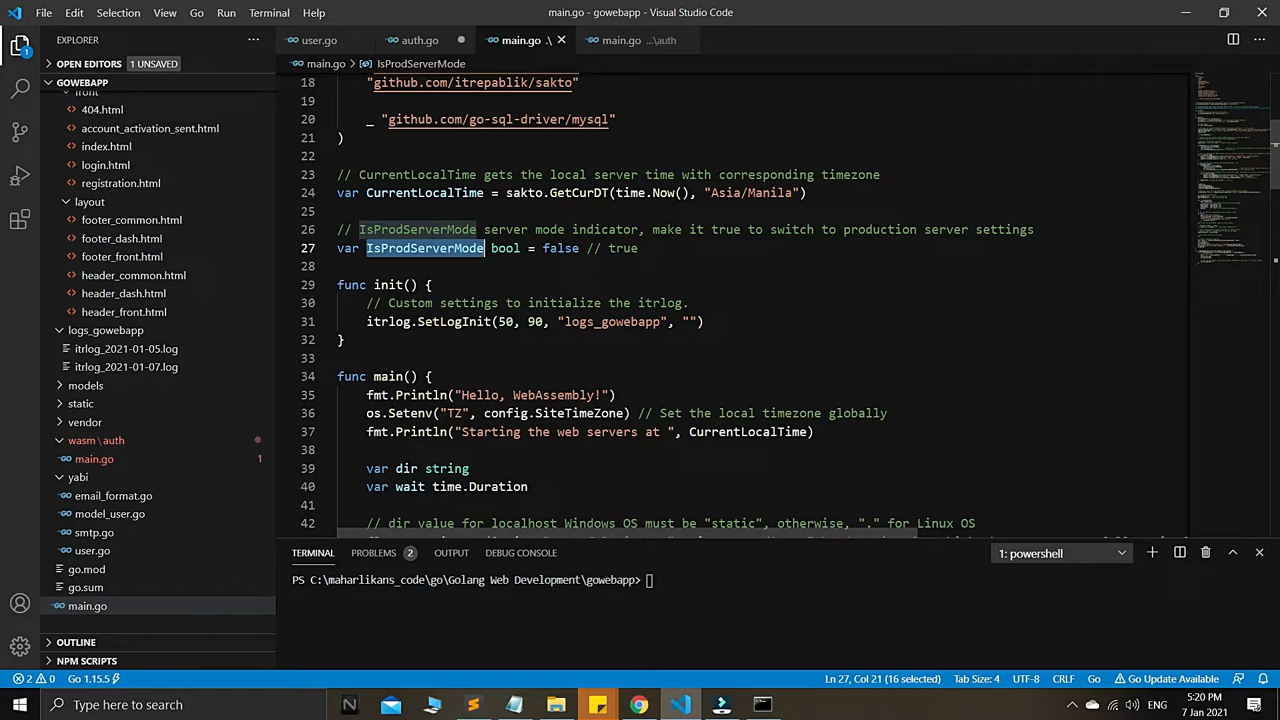 File Edit Selection View Go Run Terminal Help main.go - gowebapp - Visual Studio Code
EXPLORER
OPEN EDITORS 1 UNSAVED
GOWEBAPP
front
404.html
account_activation_sent.html
index.html
login.html
registration.html
layout
footer_common.html
footer_dash.html
footer_front.html
header_common.html
header_dash.html
header_front.html
logs_gowebapp
itrlog_2021-01-05.log
itrlog_2021-01-07.log
models
static
vendor
wasm\auth
main.go 1
yabi
email_format.go
model_user.go
smtp.go
user.go
go.mod
go.sum
main.go
OUTLINE
NPM SCRIPTS
user.go auth.go main.go .\ main.go ...\auth
main.go IsProdServerMode
18 "github.com/itrepablik/sakto"
19
20 _ "github.com/go-sql-driver/mysql"
21 )
22
23 // CurrentLocalTime gets the local server time with corresponding timezone
24 var CurrentLocalTime = sakto.GetCurDT(time.Now(), "Asia/Manila")
25
26 // IsProdServerMode server mode indicator, make it true to switch to production server settings
27 var IsProdServerMode bool = false // true
28
29 func init() {
30 // Custom settings to initialize the itrlog.
31 itrlog.SetLogInit(50, 90, "logs_gowebapp", "")
32 }
33
34 func main() {
35 fmt.Println("Hello, WebAssembly!")
36 os.Setenv("TZ", config.SiteTimeZone) // Set the local timezone globally
37 fmt.Println("Starting the web servers at ", CurrentLocalTime)
38
39 var dir string
40 var wait time.Duration
41
42 // dir value for localhost Windows OS must be "static", otherwise, "." for Linux OS
TERMINAL PROBLEMS 2 OUTPUT DEBUG CONSOLE 1: powershell
PS C:\maharlikans_code\go\Golang Web Development\gowebapp>
2 0 Go 1.15.5 Ln 27, Col 21 (16 selected) Tab Size: 4 UTF-8 CRLF Go Go Update Available
Type here to search
5:20 PM
7 Jan 2021